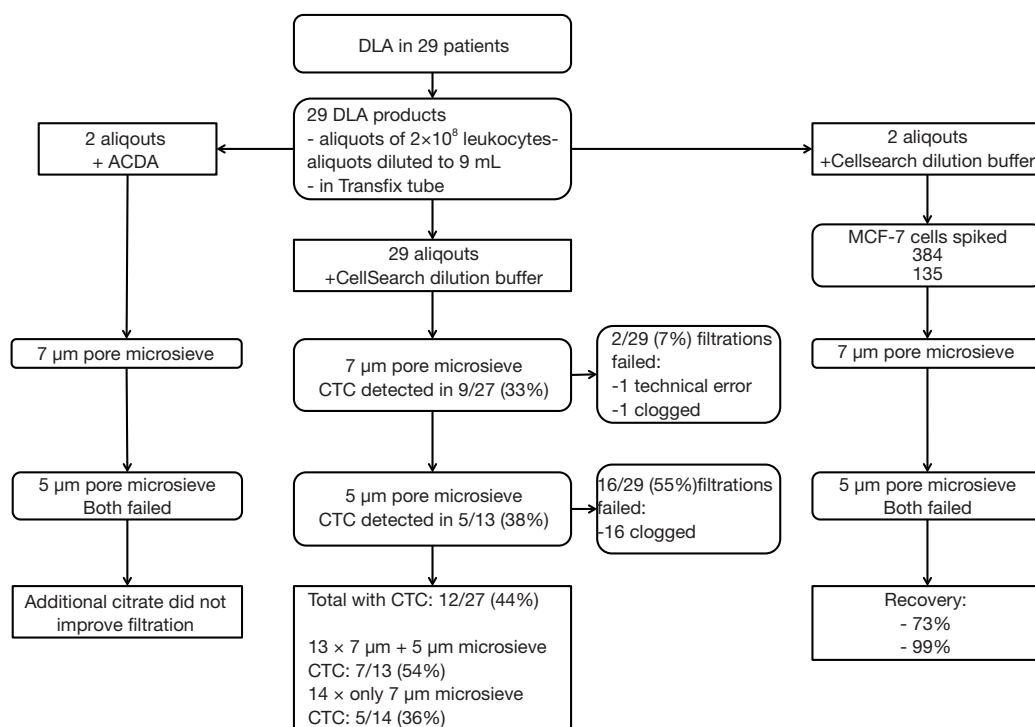 DLA in 29 patients
29 DLA products
- aliquots of 2×10⁸ leukocytes-
aliquots diluted to 9 mL
- in Transfix tube
2 aliqouts
+ ACDA
2 aliqouts
+Cellsearch dilution buffer
29 aliqouts
+CellSearch dilution buffer
MCF-7 cells spiked
384
135
7 µm pore microsieve
7 µm pore microsieve
CTC detected in 9/27 (33%)
2/29 (7%) filtrations
failed:
-1 technical error
-1 clogged
7 µm pore microsieve
5 µm pore microsieve
Both failed
5 µm pore microsieve
CTC detected in 5/13 (38%)
16/29 (55%)filtrations
failed:
-16 clogged
5 µm pore microsieve
Both failed
Additional citrate did not
improve filtration
Total with CTC: 12/27 (44%)
13 × 7 µm + 5 µm microsieve
CTC: 7/13 (54%)
14 × only 7 µm microsieve
CTC: 5/14 (36%)
Recovery:
- 73%
- 99%